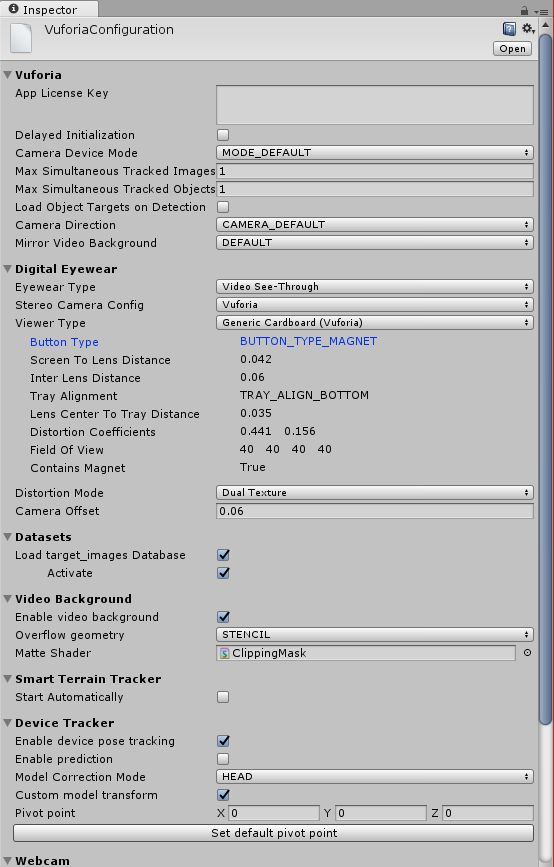 Inspector
VuforiaConfiguration
Open
Vuforia
App License Key
Delayed Initialization
Camera Device Mode MODE_DEFAULT
Max Simultaneous Tracked Images 1
Max Simultaneous Tracked Objects 1
Load Object Targets on Detection
Camera Direction CAMERA_DEFAULT
Mirror Video Background DEFAULT
Digital Eyewear
Eyewear Type Video See-Through
Stereo Camera Config Vuforia
Viewer Type Generic Cardboard (Vuforia)
Button Type BUTTON_TYPE_MAGNET
Screen To Lens Distance 0.042
Inter Lens Distance 0.06
Tray Alignment TRAY_ALIGN_BOTTOM
Lens Center To Tray Distance 0.035
Distortion Coefficients 0.441 0.156
Field Of View 40 40 40 40
Contains Magnet True
Distortion Mode Dual Texture
Camera Offset 0.06
Datasets
Load target_images Database
Activate
Video Background
Enable video background
Overflow geometry STENCIL
Matte Shader ClippingMask
Smart Terrain Tracker
Start Automatically
Device Tracker
Enable device pose tracking
Enable prediction
Model Correction Mode HEAD
Custom model transform
Pivot point X 0 Y 0 Z 0
Set default pivot point
Webcam